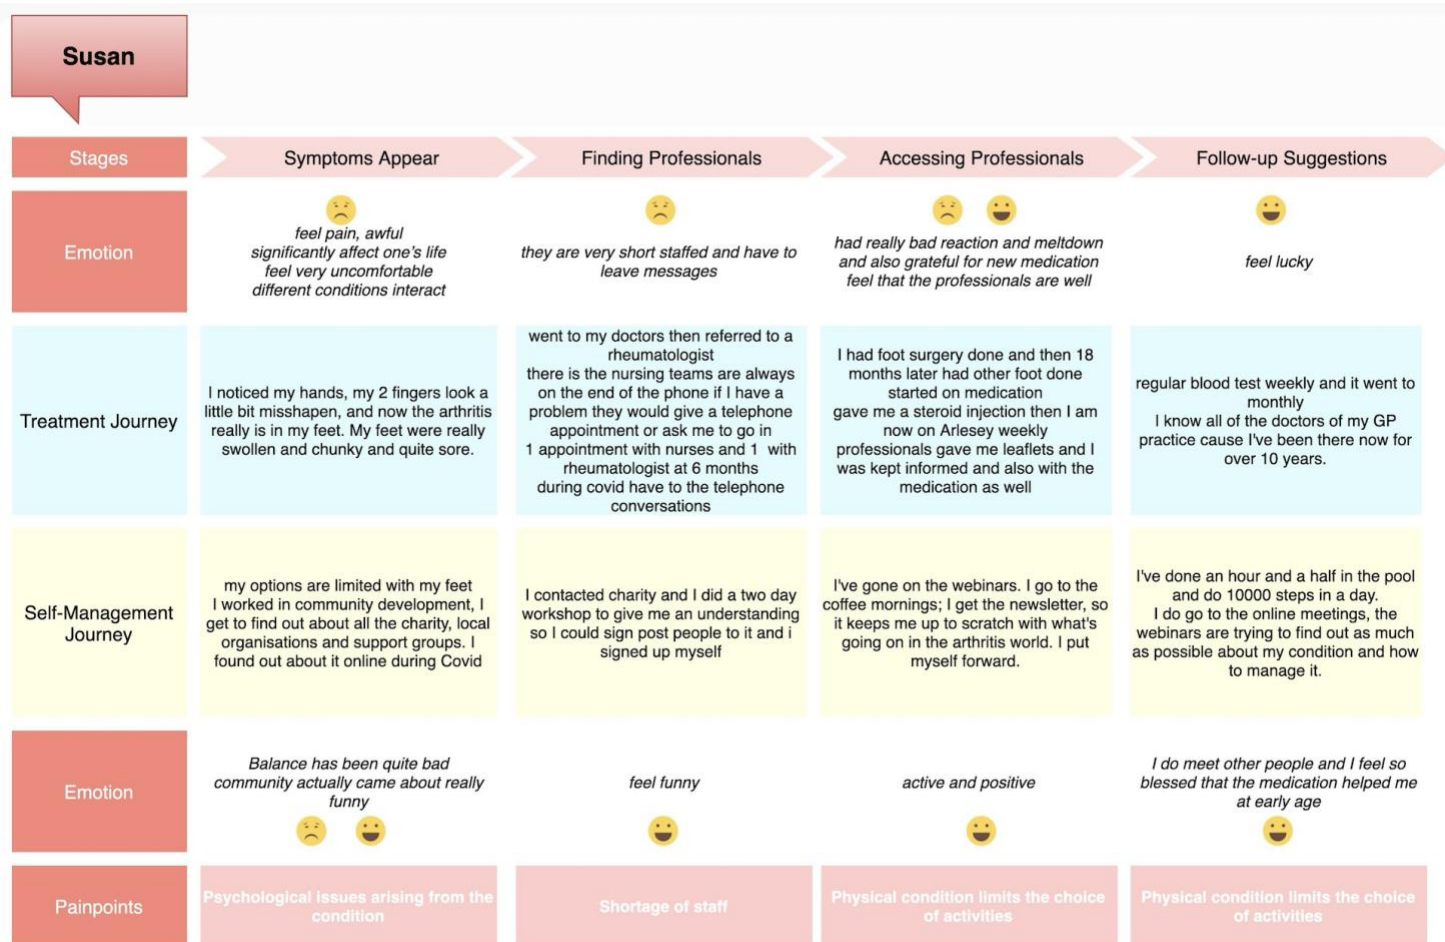 Susan
Stages
Symptoms Appear
Finding Professionals
Accessing Professionals
Follow-up Suggestions
Emotion
feel pain, awful
significantly affect one's life
feel very uncomfortable
different conditions interact
they are very short staffed and have to
leave messages
had really bad reaction and meltdown
and also grateful for new medication
feel that the professionals are well
feel lucky
Treatment Journey
I noticed my hands, my 2 fingers look a
little bit misshapen, and now the arthritis
really is in my feet. My feet were really
swollen and chunky and quite sore.
went to my doctors then referred to a
rheumatologist
there is the nursing teams are always
on the end of the phone if I have a
problem they would give a telephone
appointment or ask me to go in
1 appointment with nurses and 1 with
rheumatologist at 6 months
during covid have to the telephone
conversations
I had foot surgery done and then 18
months later had other foot done
started on medication
gave me a steroid injection then I am
now on Arlesey weekly
professionals gave me leaflets and I
was kept informed and also with the
medication as well
regular blood test weekly and it went to
monthly
I know all of the doctors of my GP
practice cause I've been there now for
over 10 years.
Self-Management
Journey
my options are limited with my feet
I worked in community development, I
get to find out about all the charity, local
organisations and support groups. I
found out about it online during Covid
I contacted charity and I did a two day
workshop to give me an understanding
so I could sign post people to it and i
signed up myself
I've gone on the webinars. I go to the
coffee mornings; I get the newsletter, so
it keeps me up to scratch with what's
going on in the arthritis world. I put
myself forward.
I've done an hour and a half in the pool
and do 10000 steps in a day.
I do go to the online meetings, the
webinars are trying to find out as much
as possible about my condition and how
to manage it.
Emotion
Balance has been quite bad
community actually came about really
funny
feel funny
active and positive
I do meet other people and I feel so
blessed that the medication helped me
at early age
Painpoints
Psychological issues arising from the
condition
Shortage of staff
Physical condition limits the choice
of activities
Physical condition limits the choice
of activities